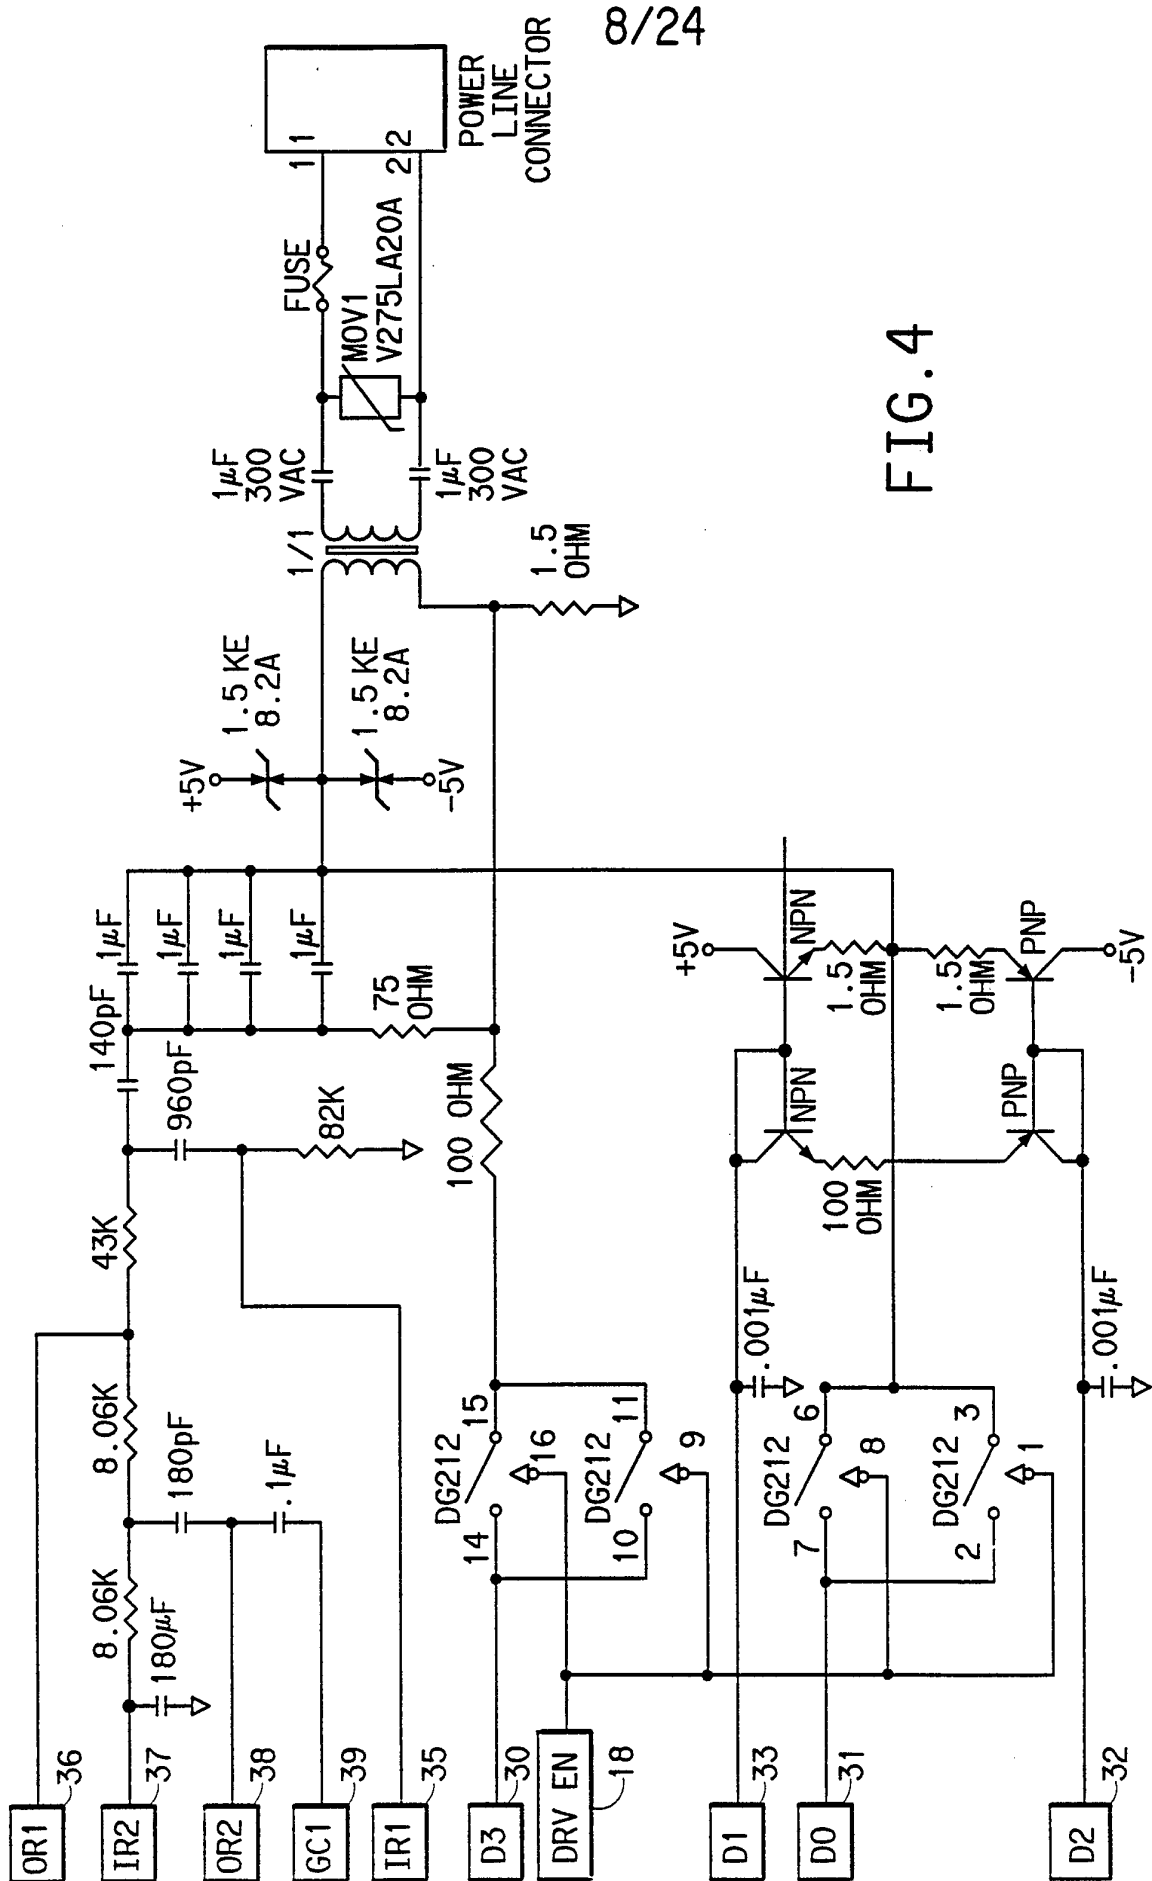 8/24
POWER
LINE
CONNECTOR
1 1
2 2
FUSE
MOV1
V275LA20A
1μF
300
VAC
1μF
300
VAC
1/1
1.5
OHM
1.5 KE
8.2A
1.5 KE
8.2A
+5V
-5V
1μF
1μF
1μF
1μF
140pF
960pF
75
OHM
82K
100 OHM
43K
8.06K
180pF
.1μF
8.06K
180μF
DG212
14
15
16
DG212
10
11
9
+5V
NPN
NPN
1.5
OHM
1.5
OHM
100
OHM
PNP
PNP
-5V
.001μF
.001μF
DG212
7
6
8
DG212
2
3
1
OR1
36
IR2
37
OR2
38
GC1
39
IR1
35
D3
30
DRV EN
18
D1
33
D0
31
D2
32
FIG.4